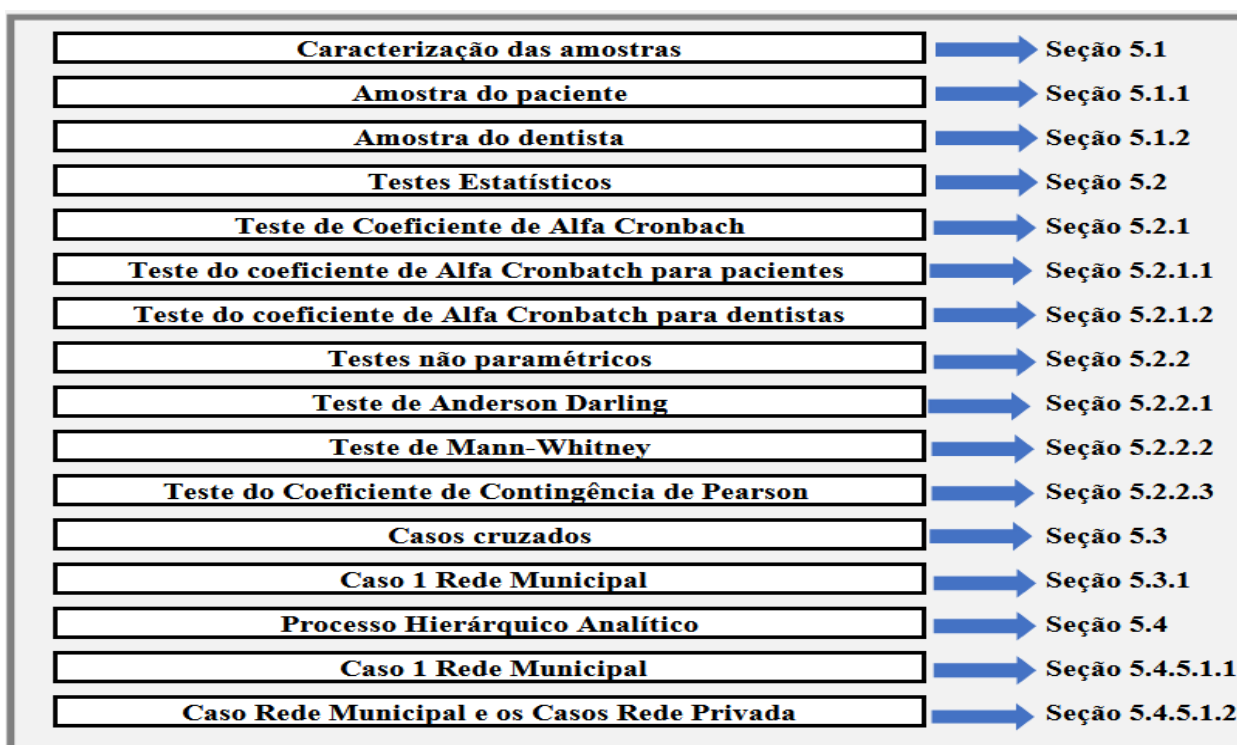 Caracterização das amostras Seção 5.1
Amostra do paciente Seção 5.1.1
Amostra do dentista Seção 5.1.2
Testes Estatísticos Seção 5.2
Teste de Coeficiente de Alfa Cronbach Seção 5.2.1
Teste do coeficiente de Alfa Cronbatch para pacientes Seção 5.2.1.1
Teste do coeficiente de Alfa Cronbatch para dentistas Seção 5.2.1.2
Testes não paramétricos Seção 5.2.2
Teste de Anderson Darling Seção 5.2.2.1
Teste de Mann-Whitney Seção 5.2.2.2
Teste do Coeficiente de Contingência de Pearson Seção 5.2.2.3
Casos cruzados Seção 5.3
Caso 1 Rede Municipal Seção 5.3.1
Processo Hierárquico Analítico Seção 5.4
Caso 1 Rede Municipal Seção 5.4.5.1.1
Caso Rede Municipal e os Casos Rede Privada Seção 5.4.5.1.2